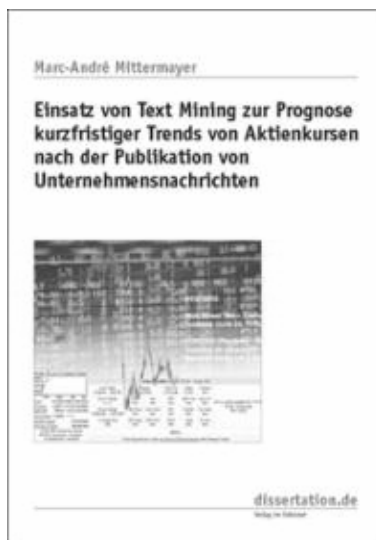 Marc-André Mittermayer
Einsatz von Text Mining zur Prognose
kurzfristiger Trends von Aktienkursen
nach der Publikation von
Unternehmensnachrichten
dissertation.de
Verlag im Internet